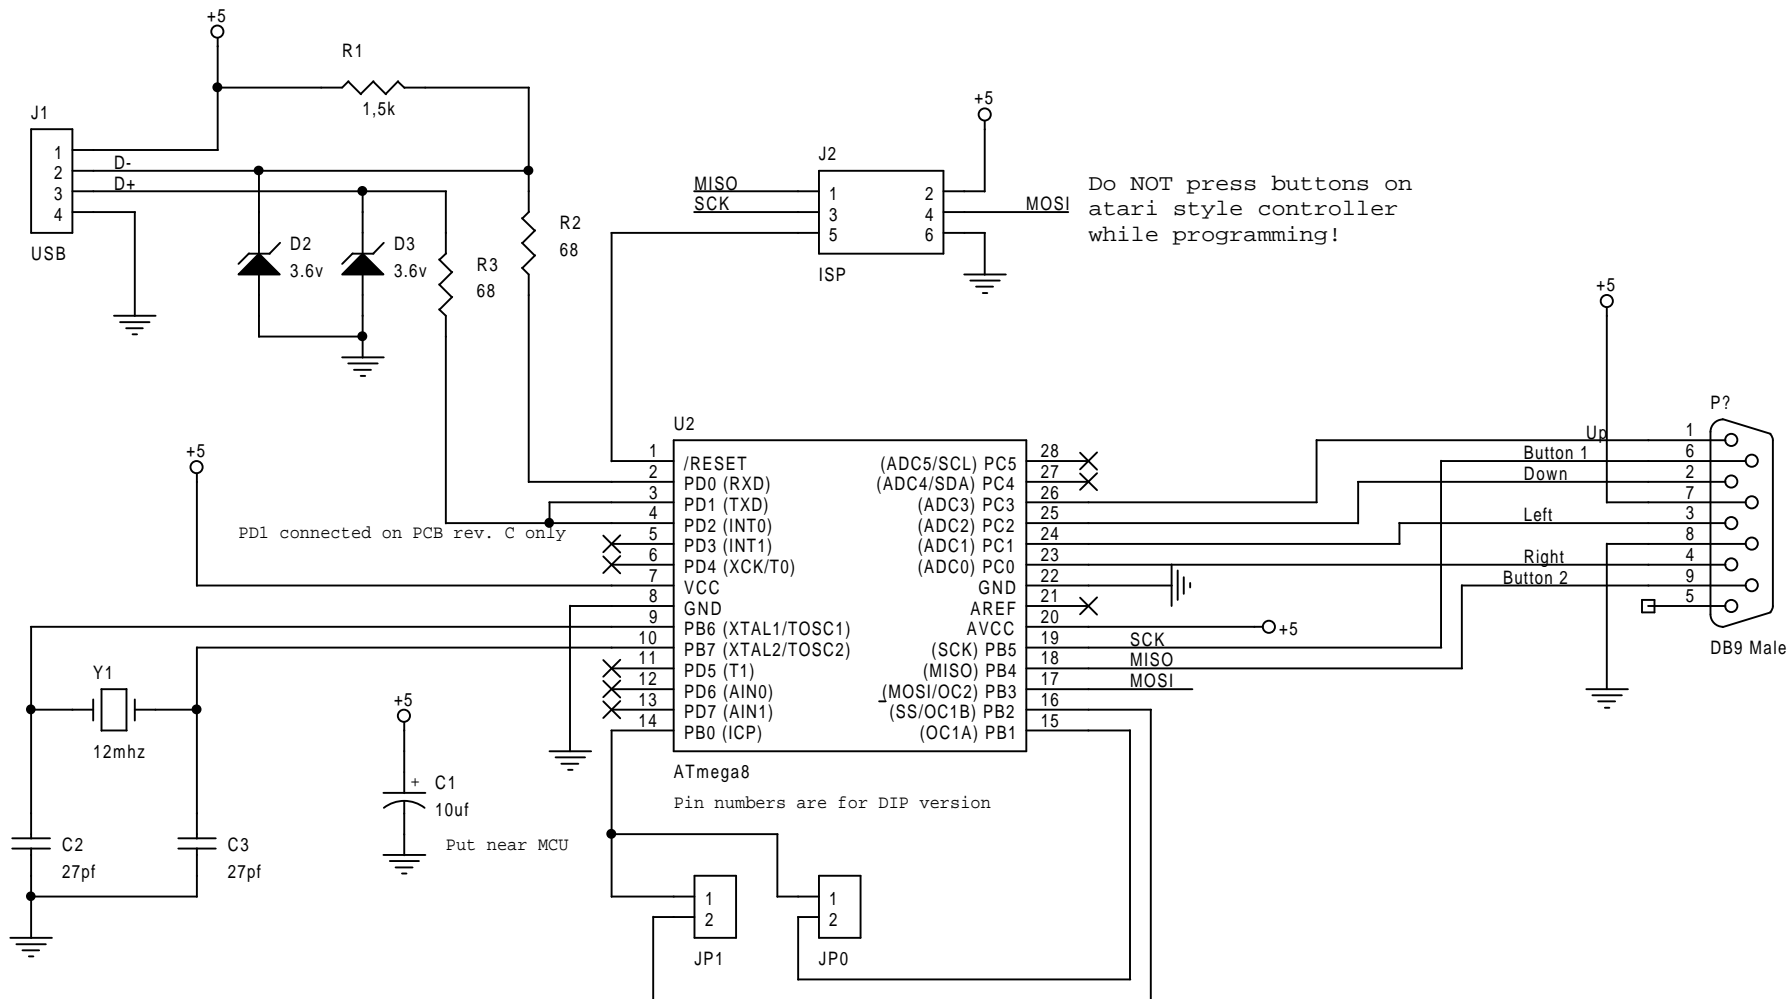 +5
R1
1,5k
J1
1
2
3
4
D-
D+
USB
D2
3.6v
D3
3.6v
R3
68
R2
68
+5
J2
MISO
SCK
1
3
5
2
4
6
MOSI
ISP
Do NOT press buttons on
atari style controller
while programming!
+5
+5
PD1 connected on PCB rev. C only
U2
1 /RESET
2 PD0 (RXD)
3 PD1 (TXD)
4 PD2 (INT0)
5 PD3 (INT1)
6 PD4 (XCK/T0)
7 VCC
8 GND
9 PB6 (XTAL1/TOSC1)
10 PB7 (XTAL2/TOSC2)
11 PD5 (T1)
12 PD6 (AIN0)
13 PD7 (AIN1)
14 PB0 (ICP)
(ADC5/SCL) PC5 28
(ADC4/SDA) PC4 27
(ADC3) PC3 26
(ADC2) PC2 25
(ADC1) PC1 24
(ADC0) PC0 23
GND 22
AREF 21
AVCC 20
+5
(SCK) PB5 19 SCK
(MISO) PB4 18 MISO
(MOSI/OC2) PB3 17 MOSI
(SS/OC1B) PB2 16
(OC1A) PB1 15
ATmega8
Pin numbers are for DIP version
P?
Up 1
Button 1 6
Down 2
7
Left 3
8
Right 4
Button 2 9
5
DB9 Male
Y1
12mhz
C2
27pf
C3
27pf
+5
+
C1
10uf
Put near MCU
1
2
JP1
1
2
JP0